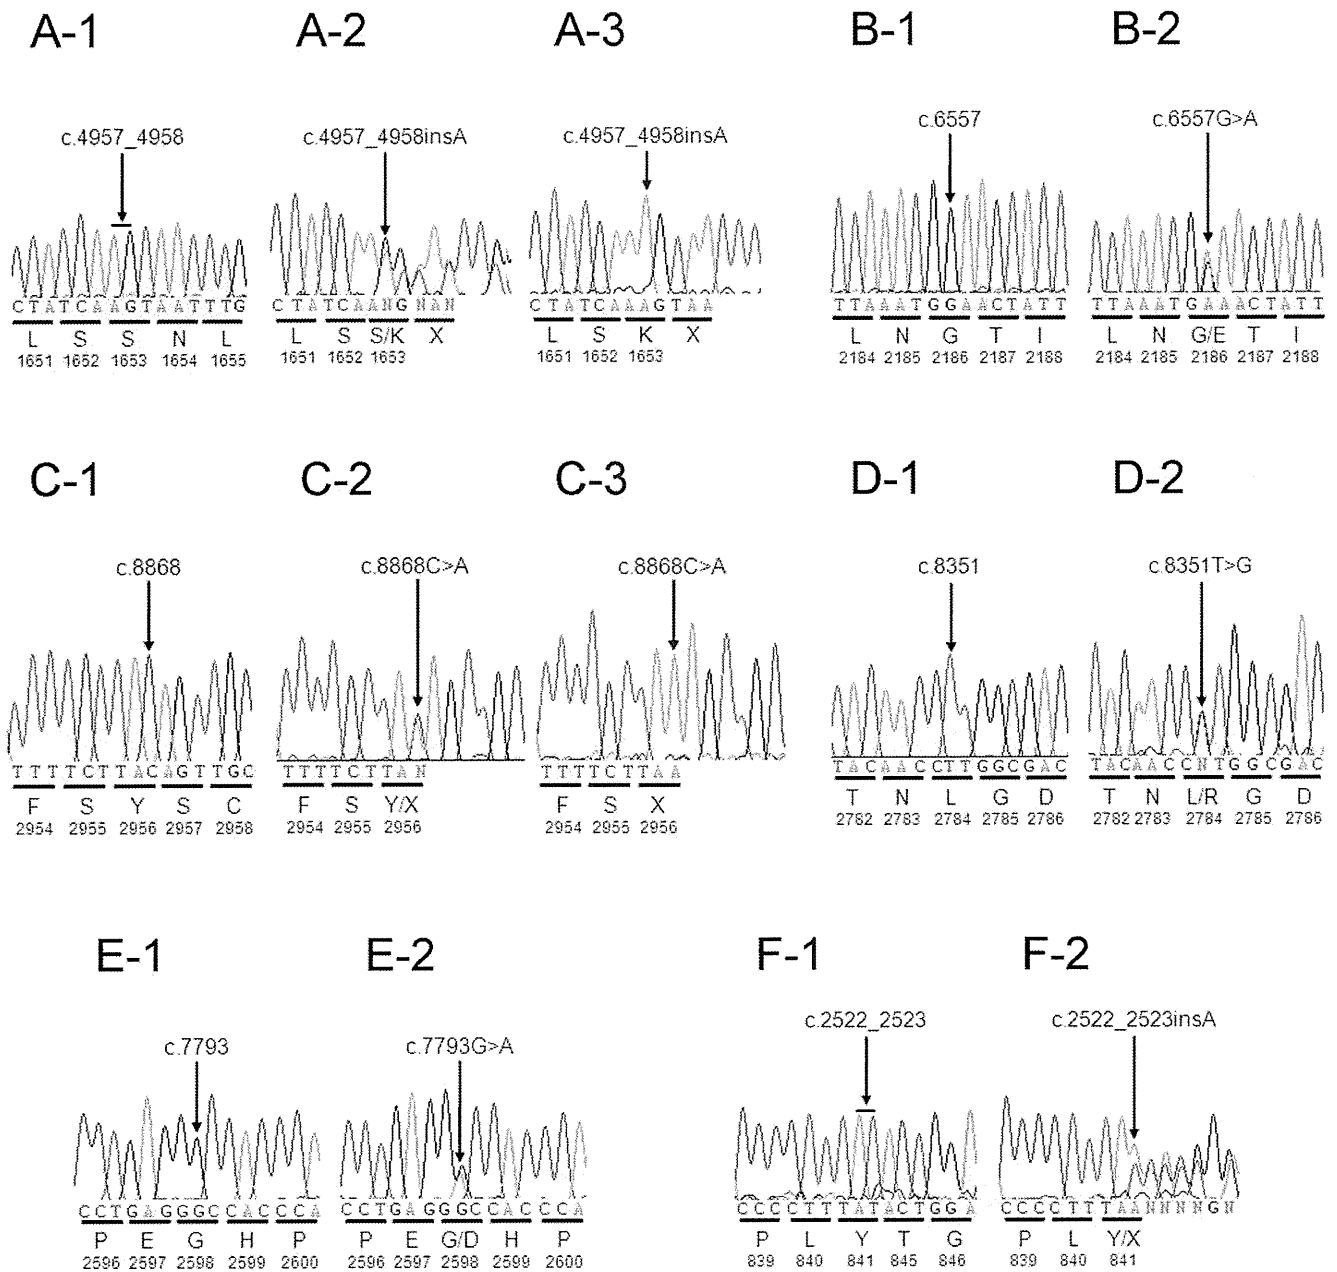 A-1 A-2 A-3 B-1 B-2
c.4957_4958 c.4957_4958insA c.4957_4958insA c.6557 c.6557G>A
CTATCAAGTAATTTG CTATCAANGNAN CTATCAAAGTAA TTAAATGGAACTATT TTAAATGAAACTATT
L S S N L L S S/K X L S K X L N G T I L N G/E T I
1651 1652 1653 1654 1655 1651 1652 1653 1651 1652 1653 2184 2185 2186 2187 2188 2184 2185 2186 2187 2188
C-1 C-2 C-3 D-1 D-2
c.8868 c.8868C>A c.8868C>A c.8351 c.8351T>G
TTTTCTTACAGTTGC TTTTCTTAN TTTTCTTAA TACAACCTTGGCGAC TACAACCNTGGCGAC
F S Y S C F S Y/X F S X T N L G D T N L/R G D
2954 2955 2956 2957 2958 2954 2955 2956 2954 2955 2956 2782 2783 2784 2785 2786 2782 2783 2784 2785 2786
E-1 E-2 F-1 F-2
c.7793 c.7793G>A c.2522_2523 c.2522_2523insA
CCTGAGGGCCACCCA CCTGAGGGCCACCCA CCCCTTTATACTGGA CCCCTTTAANNNNGN
P E G H P P E G/D H P P L Y T G P L Y/X
2596 2597 2598 2599 2600 2596 2597 2598 2599 2600 839 840 841 845 846 839 840 841